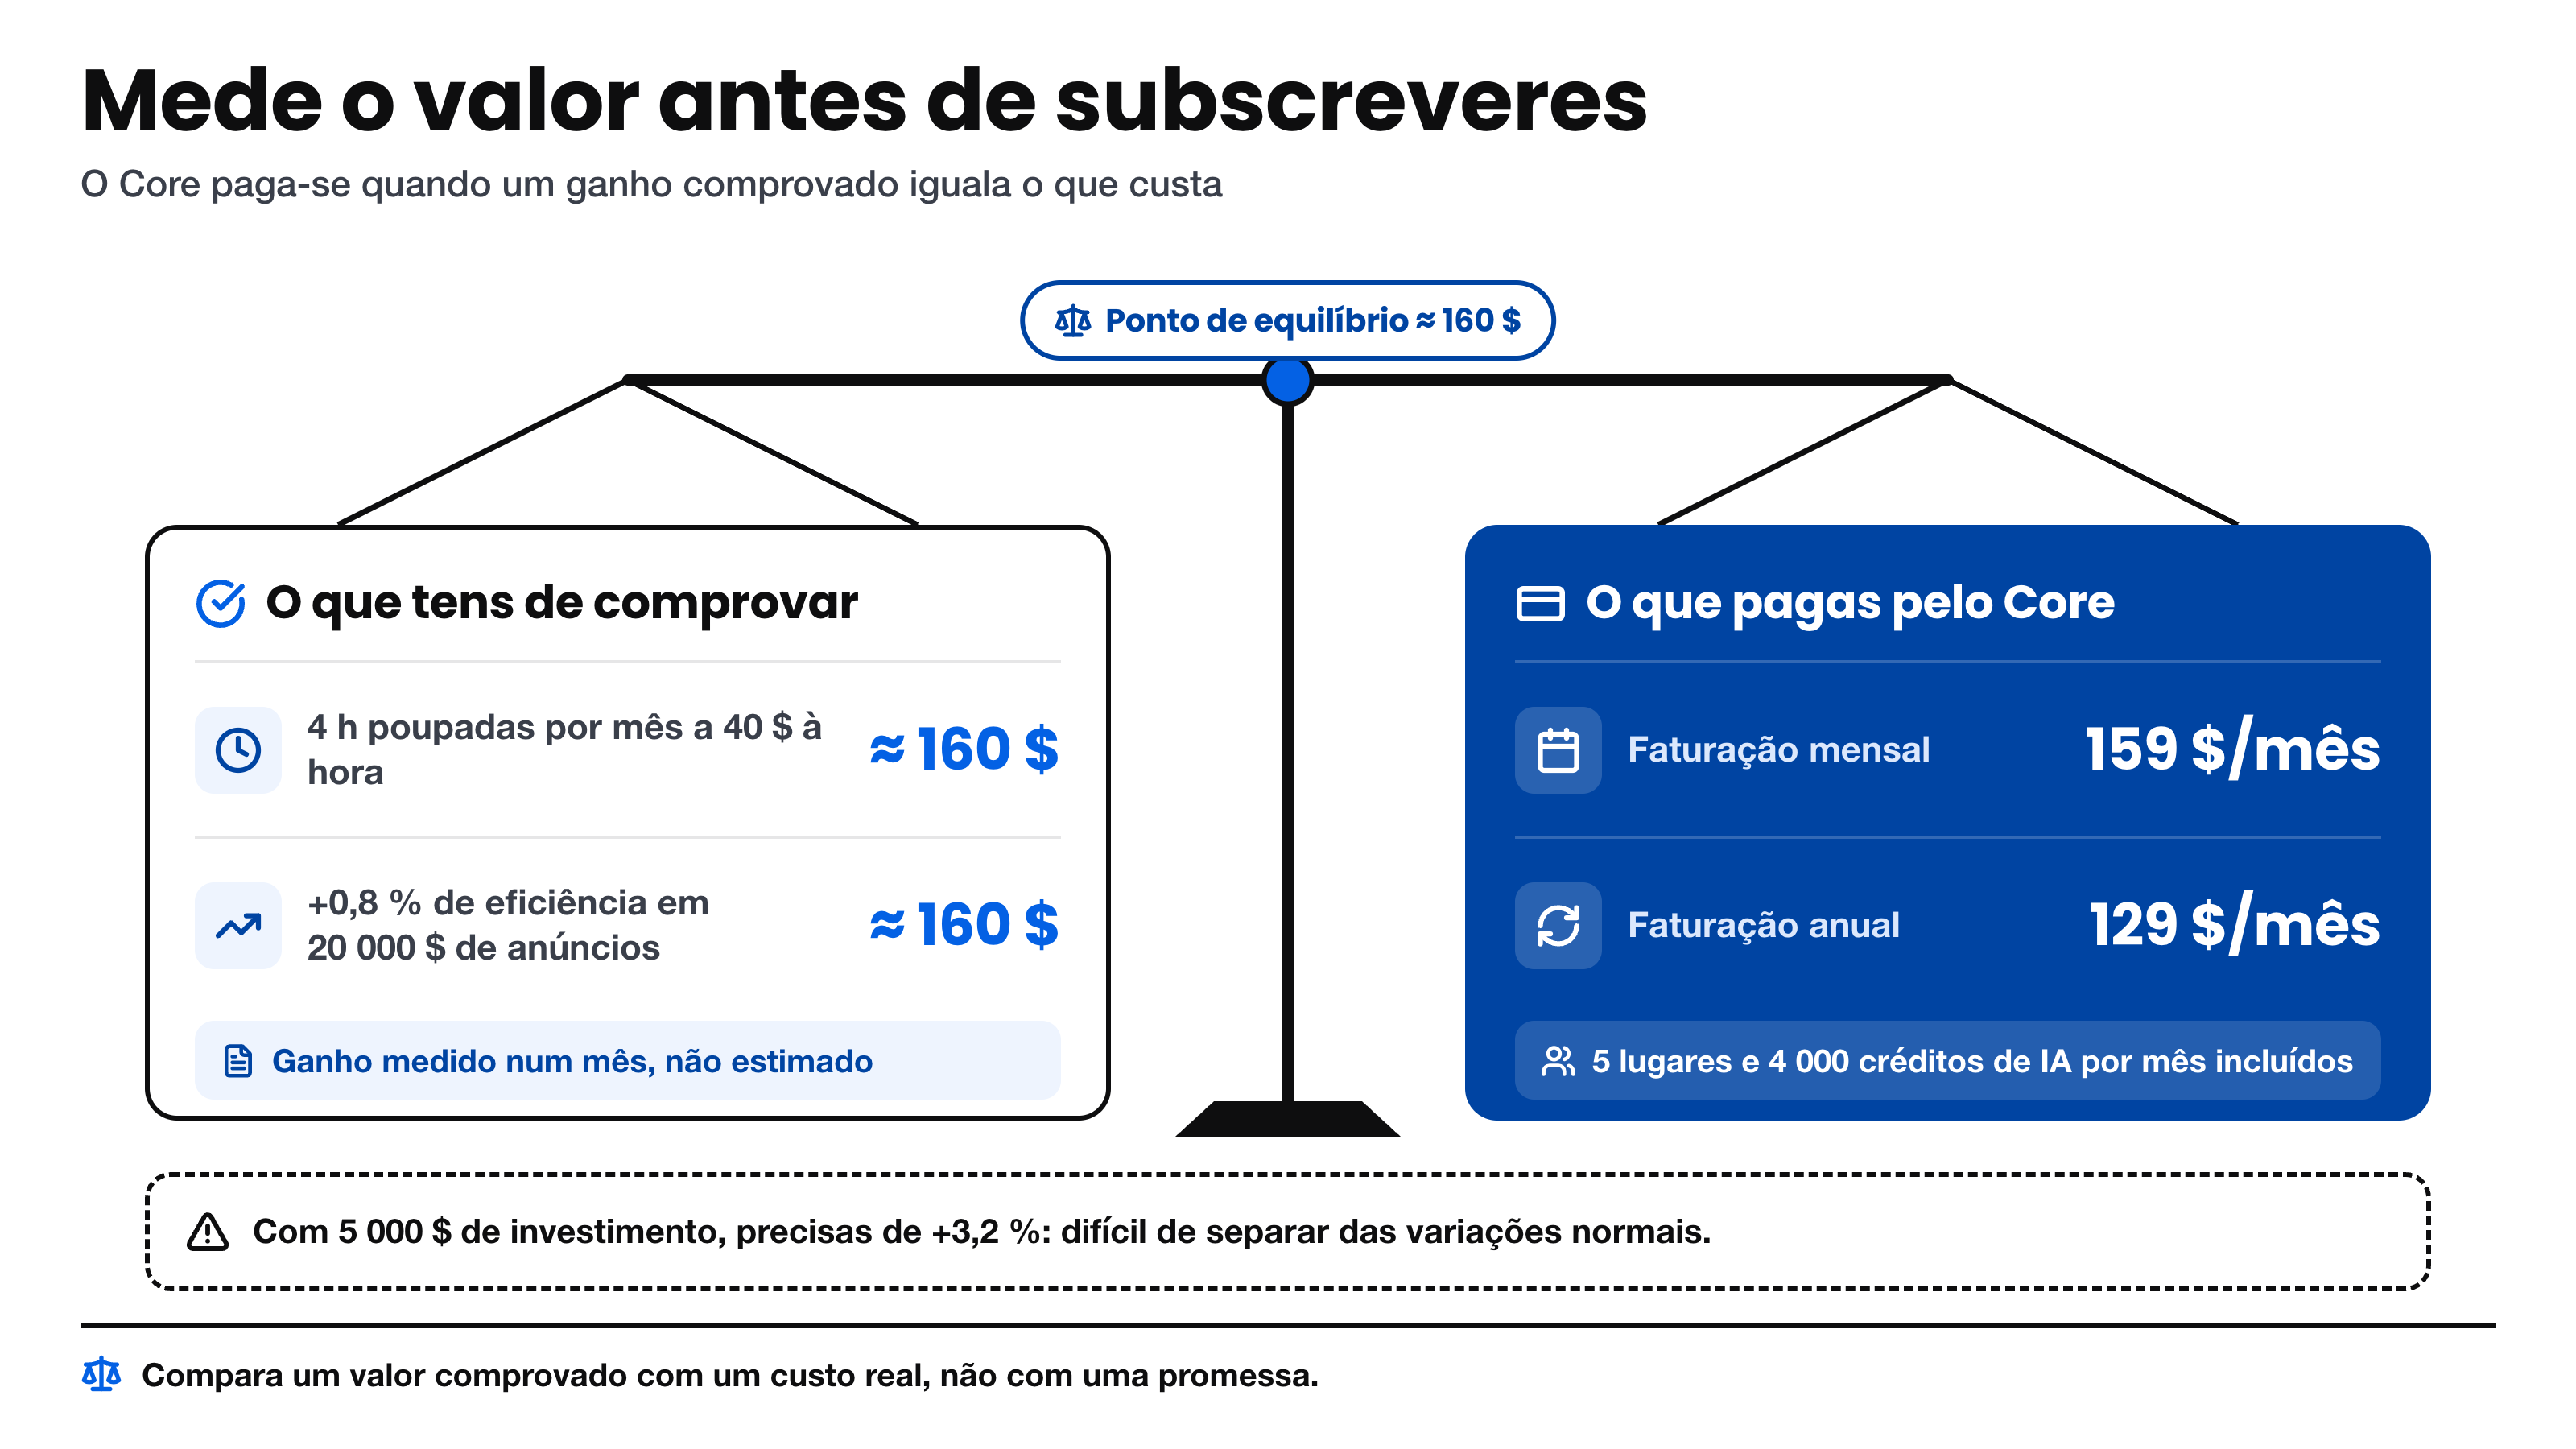 Mede o valor antes de subscreveres
O Core paga-se quando um ganho comprovado iguala o que custa
Ponto de equilíbrio ≈ 160 $
O que tens de comprovar
4 h poupadas por mês a 40 $ à
hora
≈ 160 $
+0,8 % de eficiência em
20 000 $ de anúncios
≈ 160 $
Ganho medido num mês, não estimado
O que pagas pelo Core
Faturação mensal
159 $/mês
Faturação anual
129 $/mês
5 lugares e 4 000 créditos de IA por mês incluídos
Com 5 000 $ de investimento, precisas de +3,2 %: difícil de separar das variações normais.
Compara um valor comprovado com um custo real, não com uma promessa.